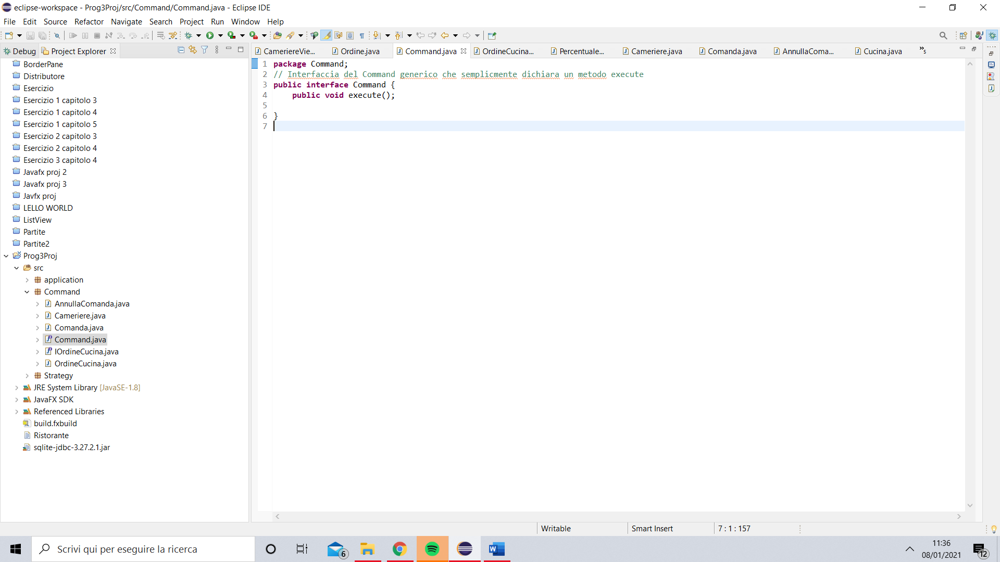 eclipse-workspace - Prog3Proj/src/Command/Command.java - Eclipse IDE
File Edit Source Refactor Navigate Search Project Run Window Help
Debug Project Explorer
CameriereVie... Ordine.java Command.java OrdineCucina... Percentuale... Cameriere.java Comanda.java AnnullaComa... Cucina.java »5
BorderPane
Distributore
Esercizio
Esercizio 1 capitolo 3
Esercizio 1 capitolo 4
Esercizio 1 capitolo 5
Esercizio 2 capitolo 3
Esercizio 2 capitolo 4
Esercizio 3 capitolo 4
Javafx proj 2
Javafx proj 3
Javfx proj
LELLO WORLD
ListView
Partite
Partite2
Prog3Proj
src
application
Command
AnnullaComanda.java
Cameriere.java
Comanda.java
Command.java
IOrdineCucina.java
OrdineCucina.java
Strategy
JRE System Library [JavaSE-1.8]
JavaFX SDK
Referenced Libraries
build.fxbuild
Ristorante
sqlite-jdbc-3.27.2.1.jar
1 package Command;
2 // Interfaccia del Command generico che semplicmente dichiara un metodo execute
3 public interface Command {
4 public void execute();
5
6 }
7
Writable Smart Insert 7 : 1 : 157
Scrivi qui per eseguire la ricerca
6
11:36
08/01/2021
12